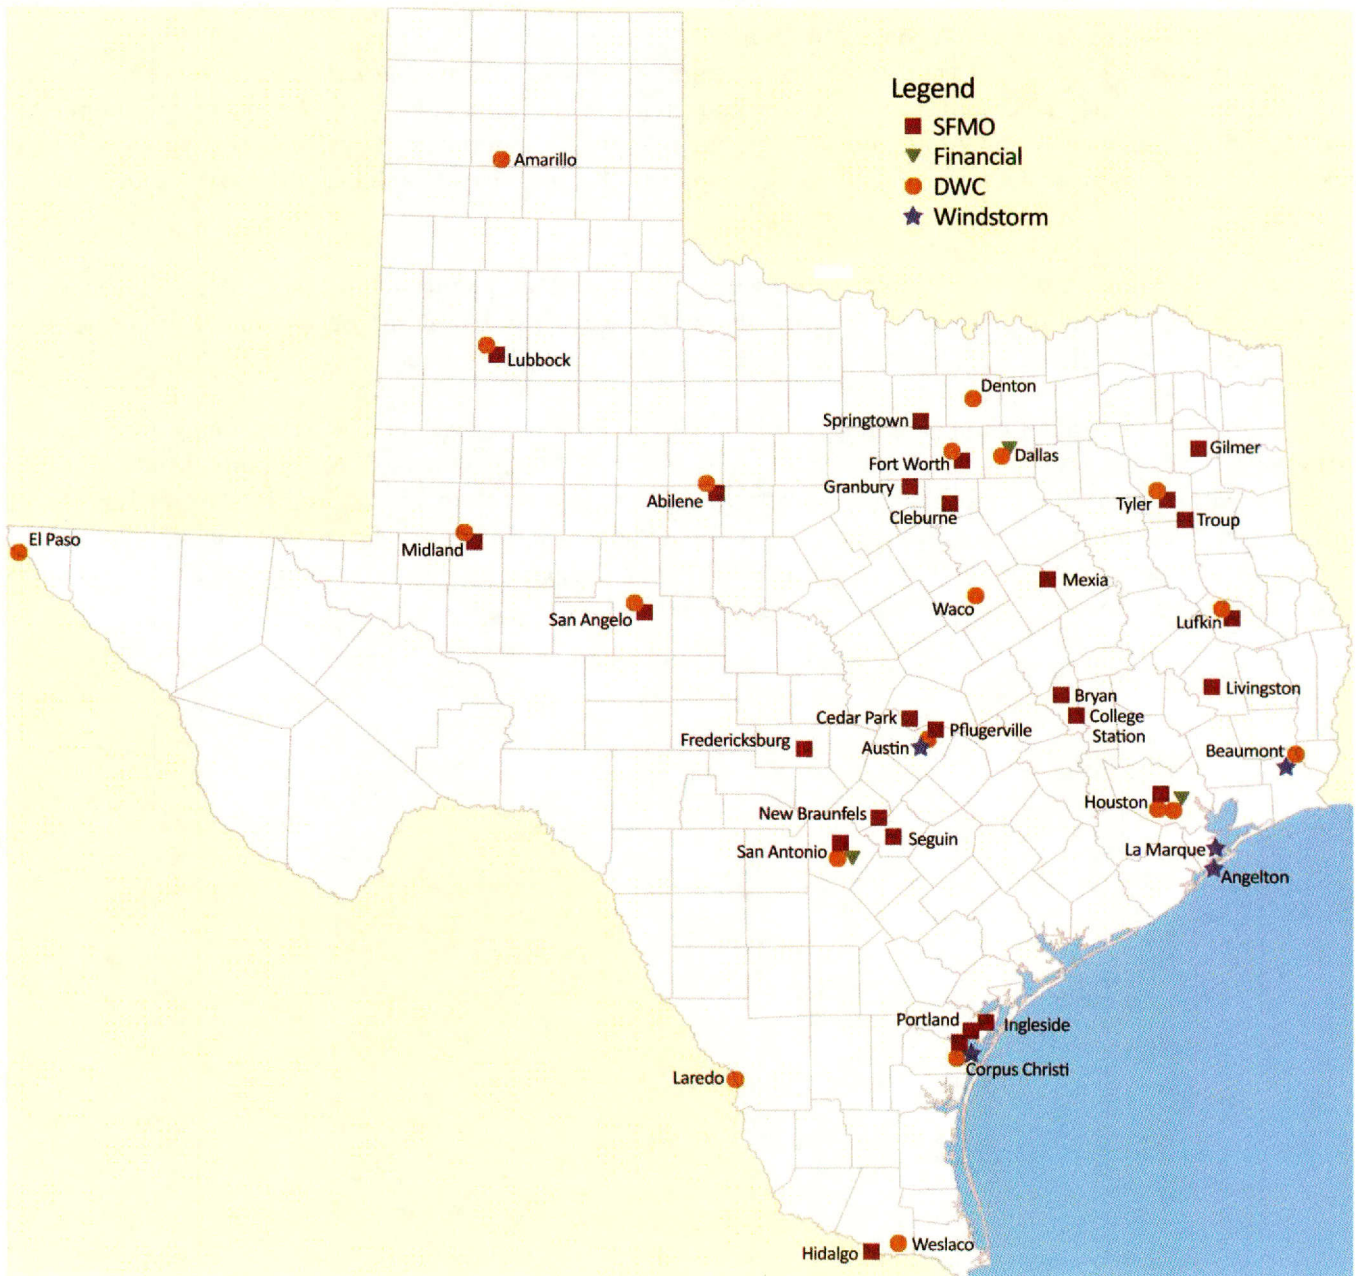 Legend
SFMO
Financial
DWC
Windstorm
Amarillo
Lubbock
Denton
Springtown
Gilmer
Fort Worth
Dallas
Granbury
Abilene
Cleburne
Tyler
Troup
El Paso
Midland
Mexia
Waco
San Angelo
Lufkin
Livingston
Bryan
Cedar Park
College
Station
Pflugerville
Fredericksburg
Austin
Beaumont
Houston
New Braunfels
Seguin
San Antonio
La Marque
Angelton
Portland
Ingleside
Corpus Christi
Laredo
Weslaco
Hidalgo